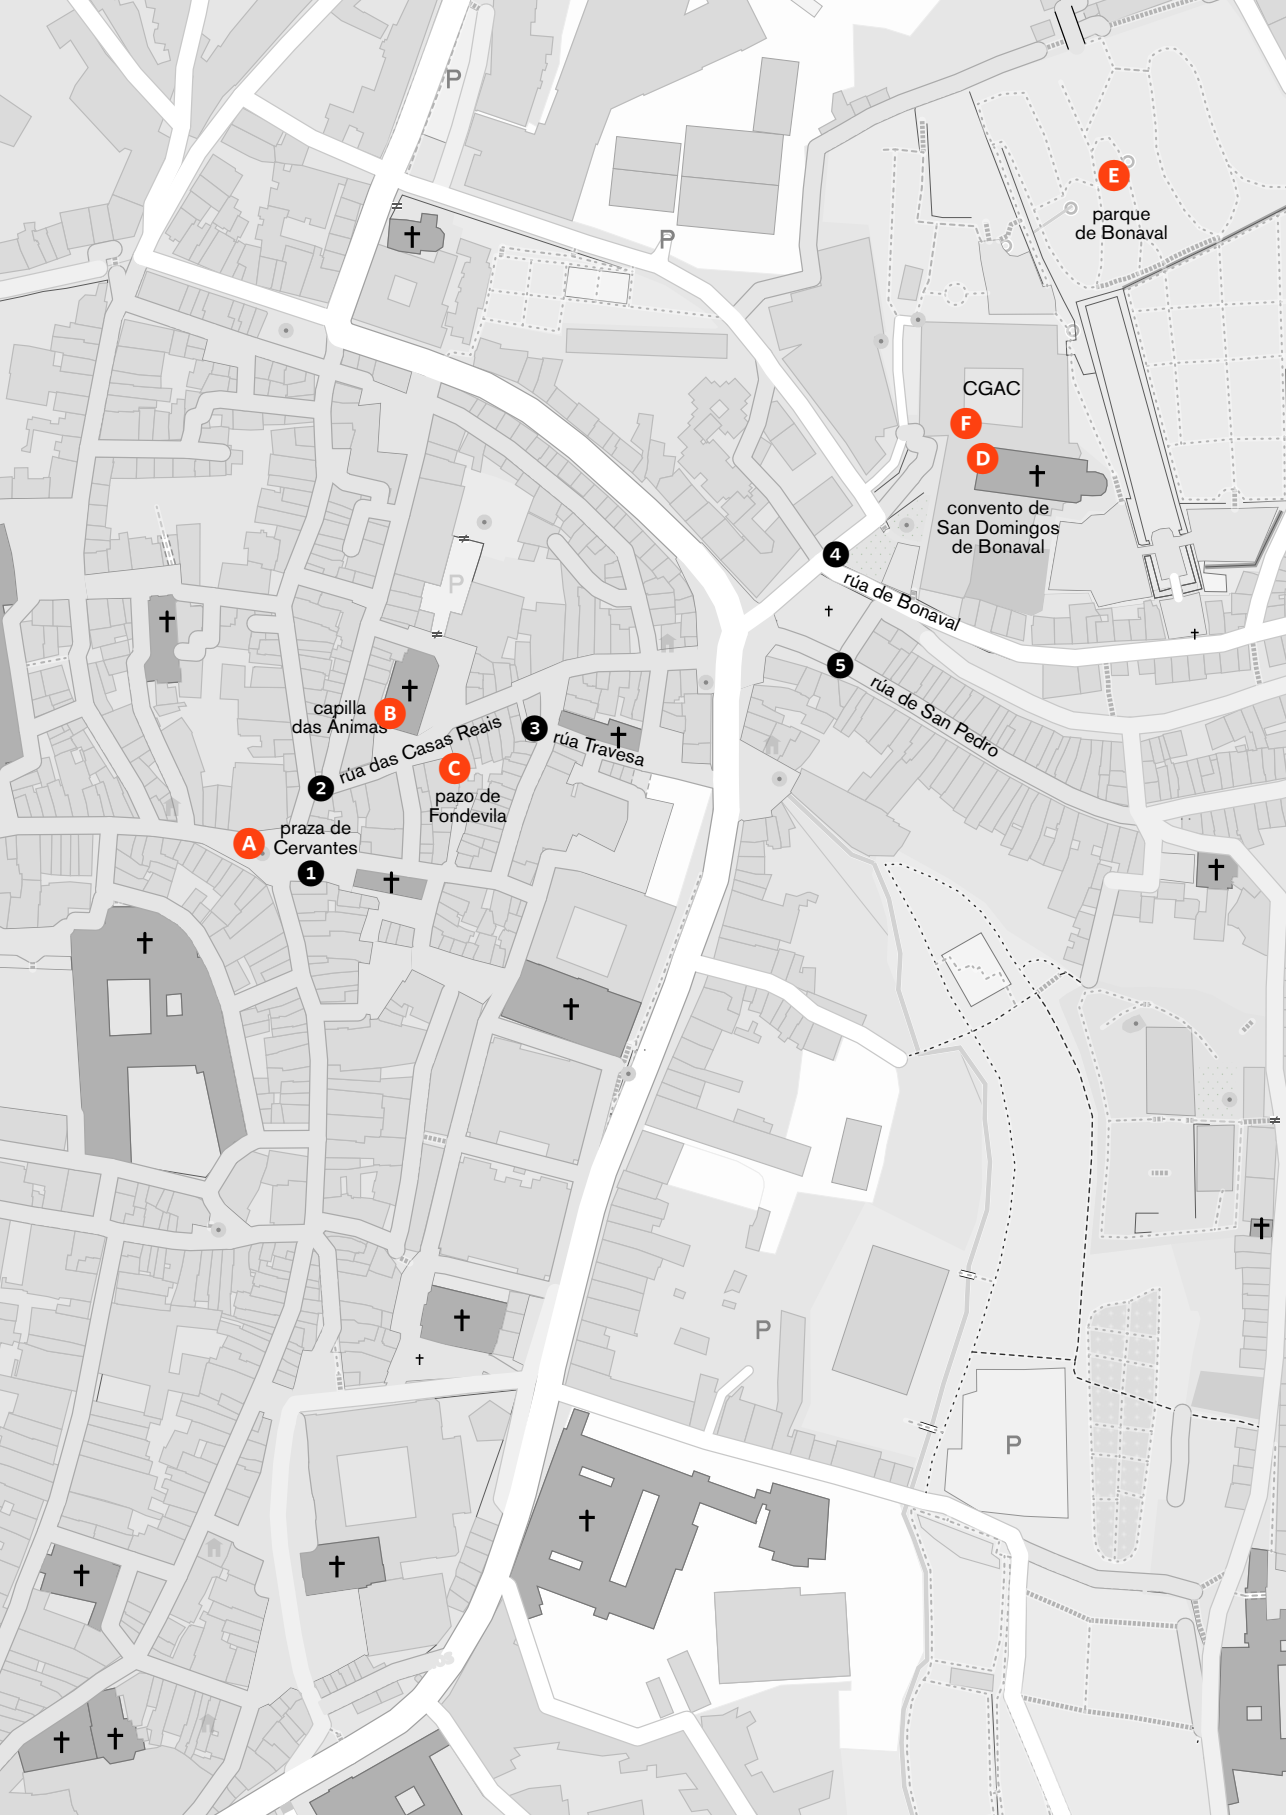 P
E
parque
de Bonaval
P
CGAC
F
D
convento de
San Domingos
de Bonaval
4
rúa de Bonaval
P
5
rúa de San Pedro
capilla
das Ánimas
B
3
rúa Travesa
rúa das Casas Reais
C
pazo de
Fondevila
2
praza de
Cervantes
A
1
P
P